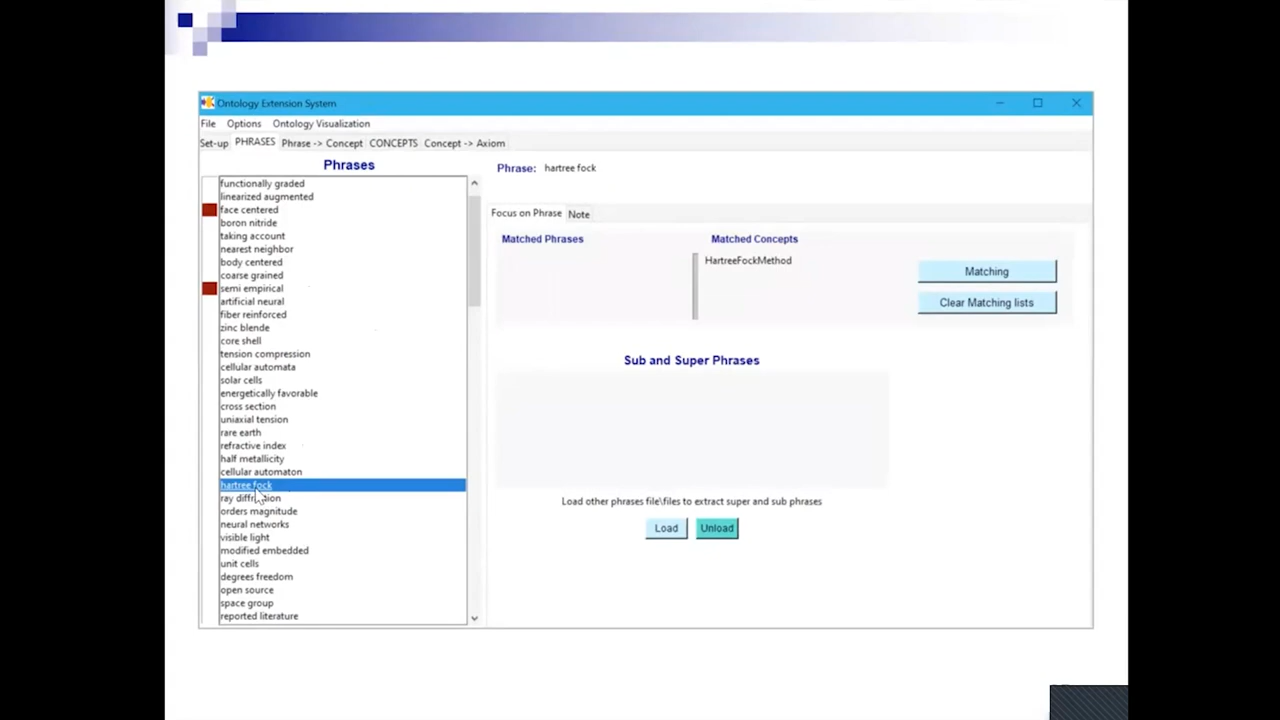 Ontology Extension System
File Options Ontology Visualization
Set-up PHRASES Phrase -> Concept CONCEPTS Concept -> Axiom
Phrases
functionally graded
linearized augmented
face centered
boron nitride
taking account
nearest neighbor
body centered
coarse grained
semi empirical
artificial neural
fiber reinforced
zinc blende
core shell
tension compression
cellular automata
solar cells
energetically favorable
cross section
uniaxial tension
rare earth
refractive index
half metallicity
cellular automaton
hartree fock
ray diffraction
orders magnitude
neural networks
visible light
modified embedded
unit cells
degrees freedom
open source
space group
reported literature
Phrase: hartree fock
Focus on Phrase Note
Matched Phrases Matched Concepts
HartreeFockMethod
Matching
Clear Matching lists
Sub and Super Phrases
Load other phrases file\files to extract super and sub phrases
Load Unload